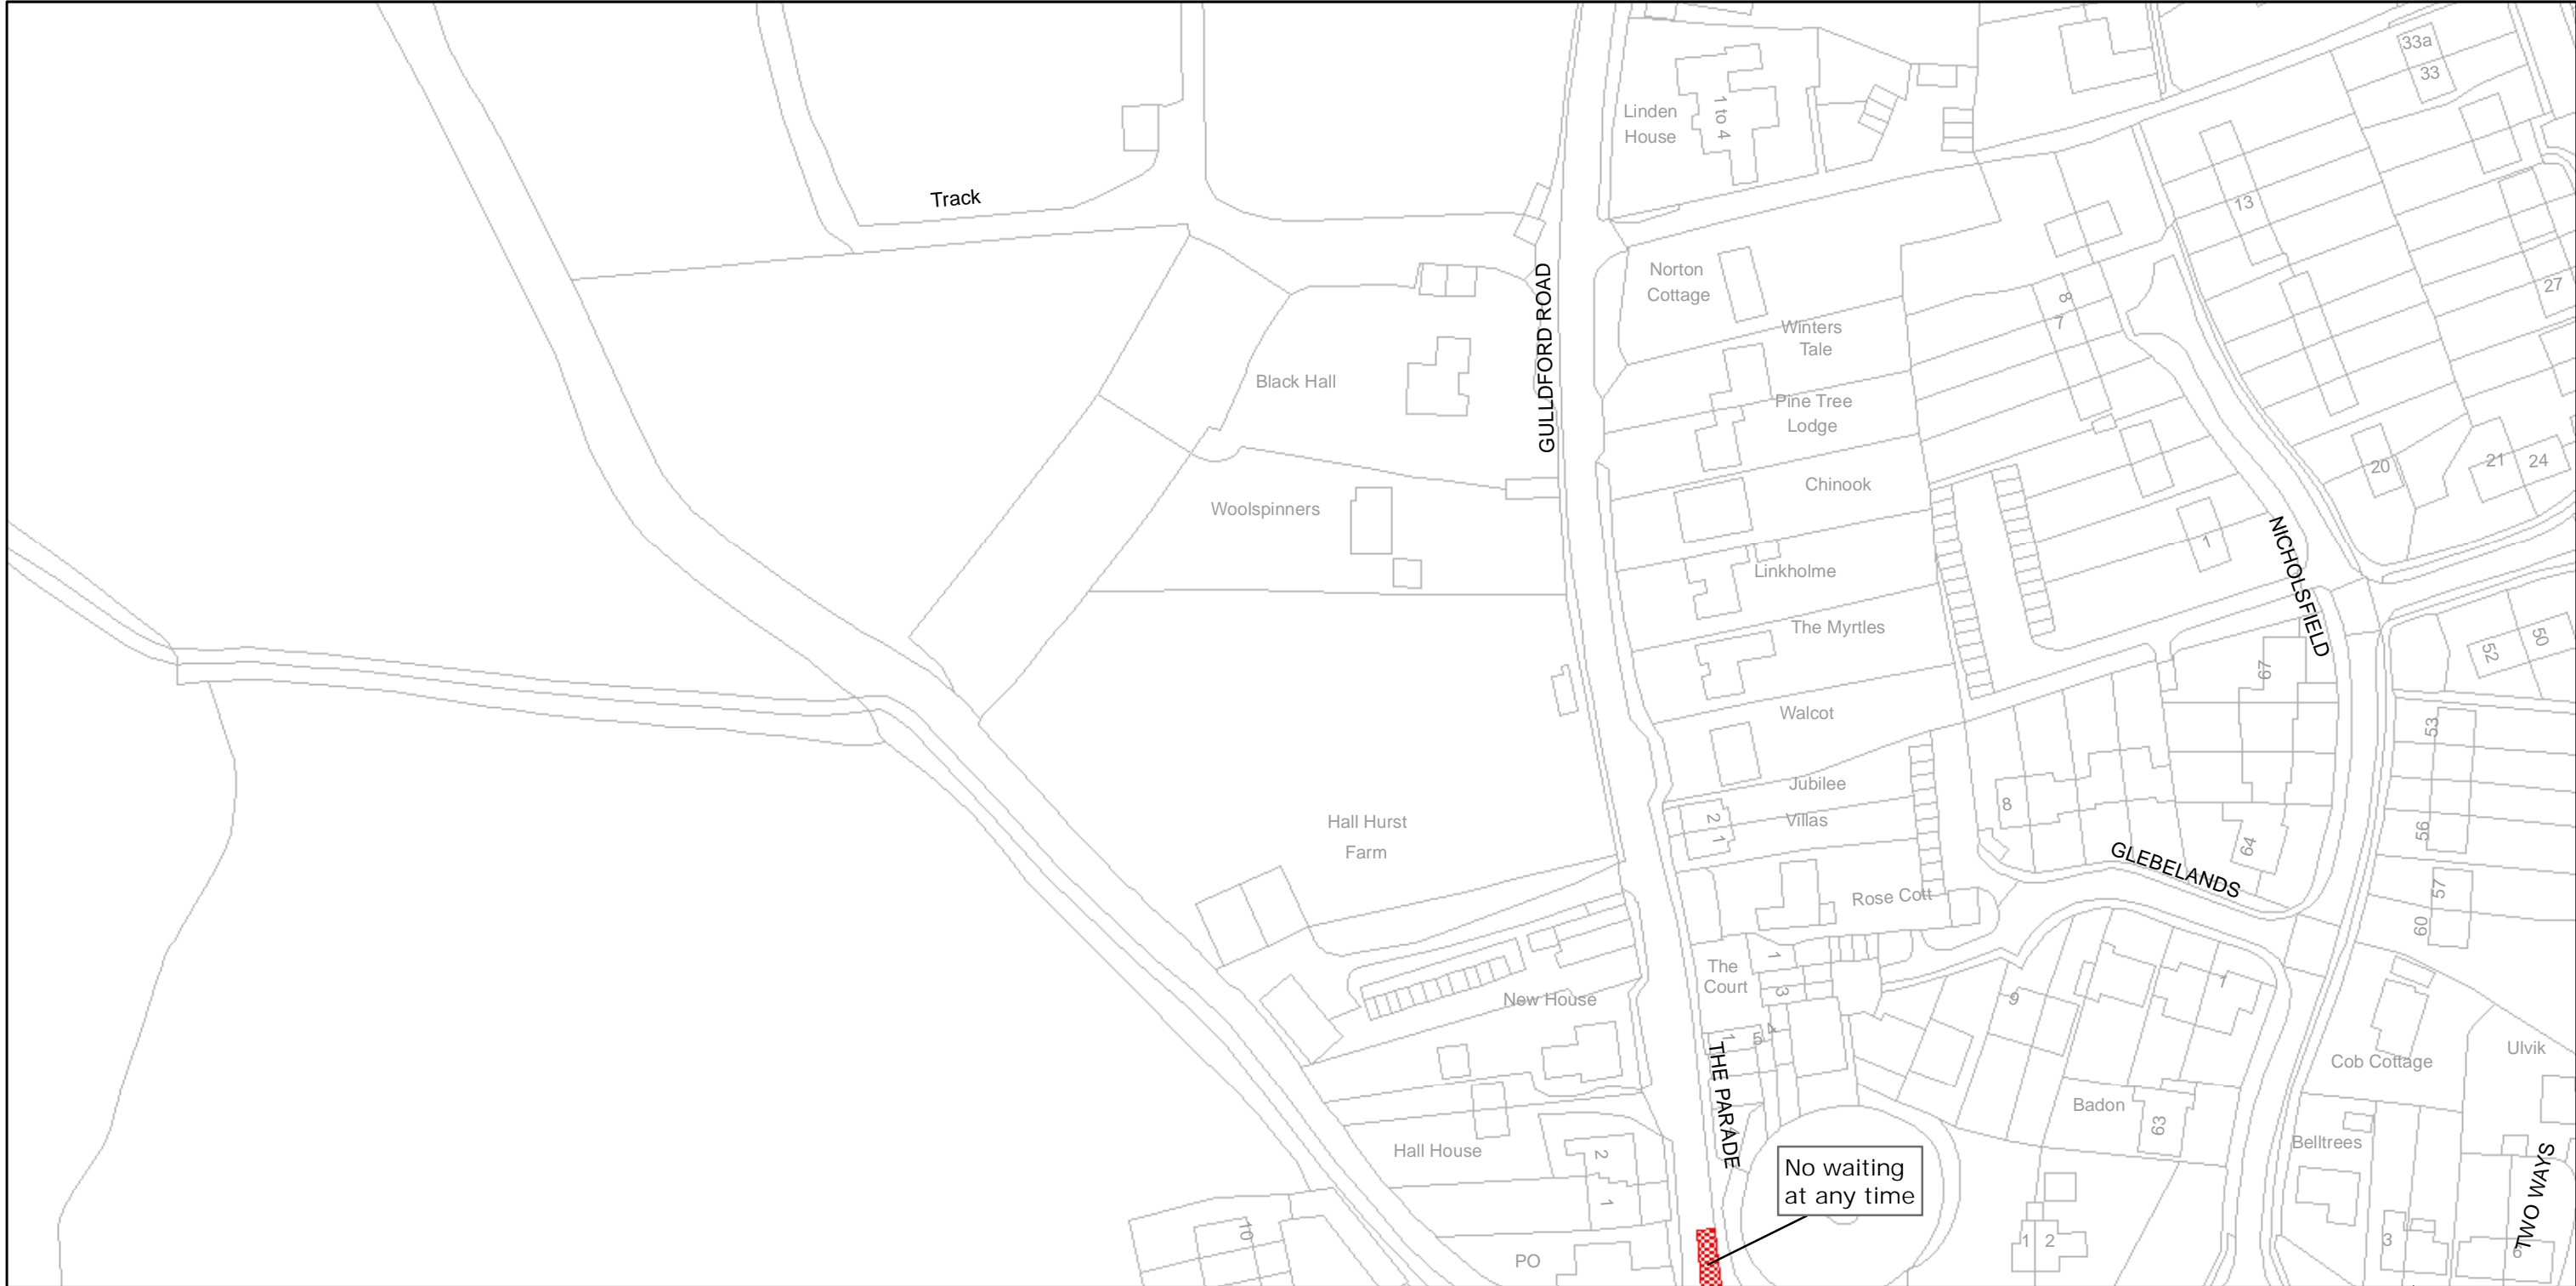 33a
33
Linden
House
1 to 4
Track
13
Norton
Cottage
27
GULLDFORD ROAD
8
7
Winters
Tale
Black Hall
Pine Tree
Lodge
20
21
24
Chinook
Woolspinners
1
NICHOLSFIELD
Linkholme
The Myrtles
67
52
50
Walcot
53
Jubilee
Villas
2
1
8
64
56
Hall Hurst
Farm
GLEBELANDS
57
60
Rose Cott
The
Court
1
3
New House
9
7
1
5
4
THE PARADE
Cob Cottage
Ulvik
Badon
63
Hall House
2
1
No waiting
at any time
Belltrees
TWO WAYS
10
PO
1
2
3
6